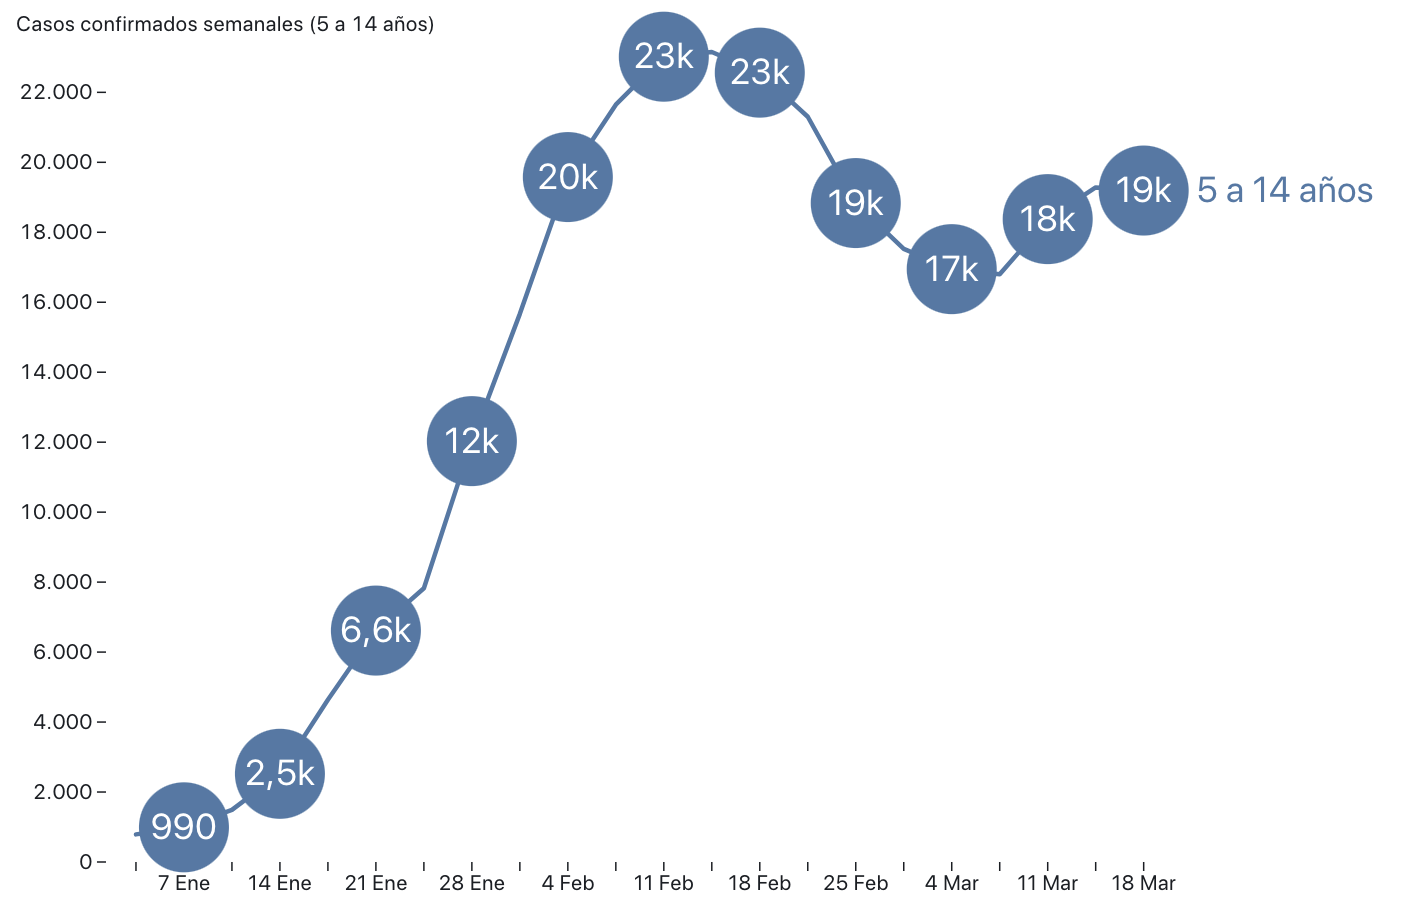 Casos confirmados semanales (5 a 14 años)
22.000
20.000
18.000
16.000
14.000
12.000
10.000
8.000
6.000
4.000
2.000
0
990
2,5k
6,6k
12k
20k
23k
23k
19k
17k
18k
19k
5 a 14 años
7 Ene
14 Ene
21 Ene
28 Ene
4 Feb
11 Feb
18 Feb
25 Feb
4 Mar
11 Mar
18 Mar